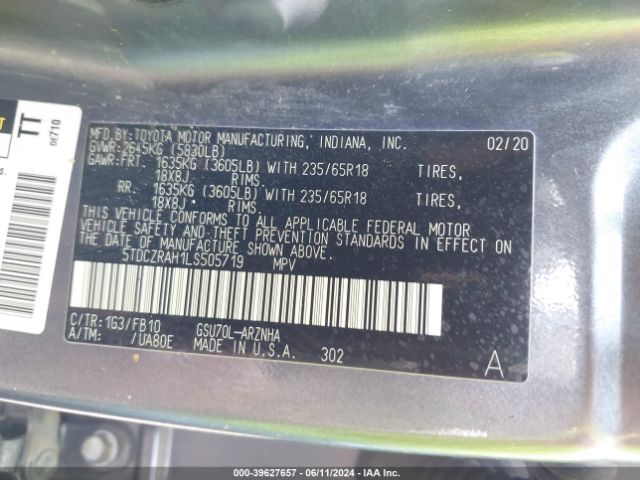 MFD.BY:TOYOTA MOTOR MANUFACTURING, INDIANA, INC. 02/20
GVWR: 2645KG (5830LB)
GAWR:FRT. 1635KG (3605LB) WITH 235/65R18 TIRES,
18X8J. RIMS.
RR. 1635KG (3605LB) WITH 235/65R18 TIRES,
18X8J RIMS.
THIS VEHICLE CONFORMS TO ALL APPLICABLE FEDERAL MOTOR
VEHICLE SAFETY AND THEFT PREVENTION STANDARDS IN EFFECT ON
THE DATE OF MANUFACTURE SHOWN ABOVE.
5TDCZRAH1LS505719 MPV
C/TR: 1G3/FB10 GSU70L-ARZNHA
A/TM: /UA80E MADE IN U.S.A. 302 A
TT
0E710
T
s.
000-39627657 - 06/11/2024 - IAA Inc.